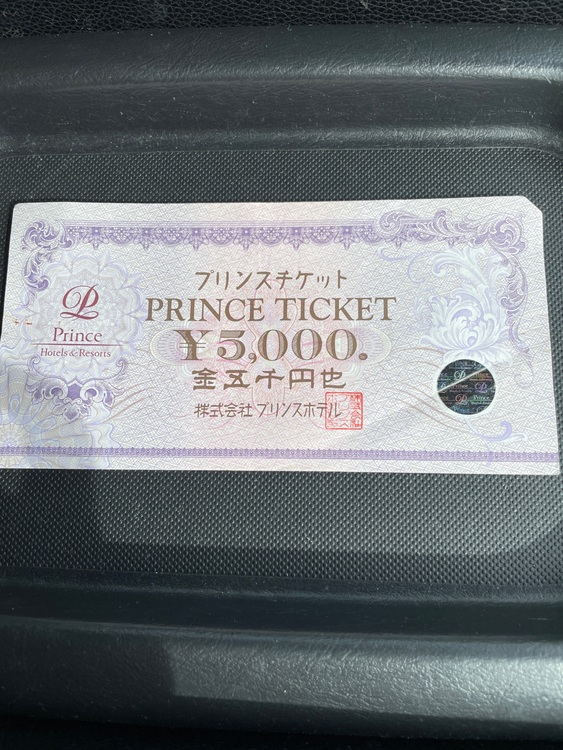 プリンスチケット
PRINCE TICKET
¥5,000.
金五千円也
株式会社 プリンスホテル
Prince
Hotels & Resorts